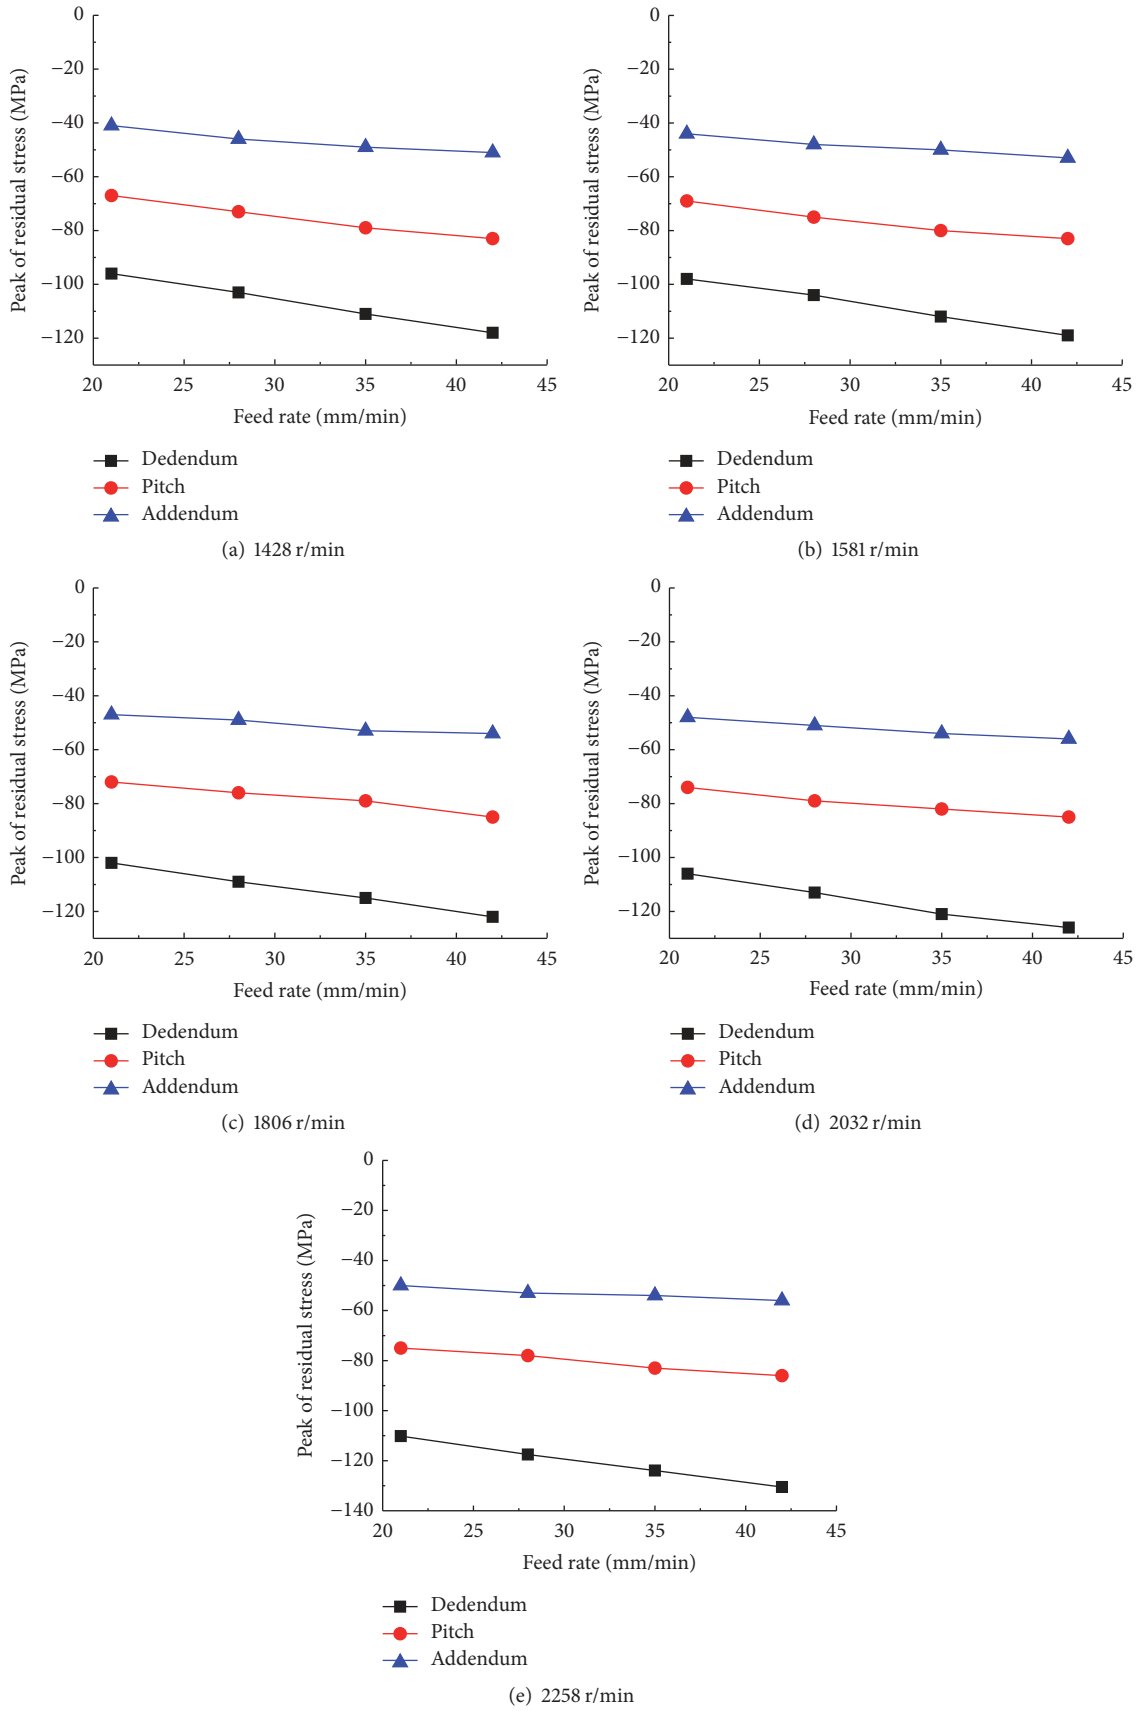 0
−20
−40
−60
−80
−100
−120
Peak of residual stress (MPa)
20 25 30 35 40 45
Feed rate (mm/min)
Dedendum
Pitch
Addendum
(a) 1428 r/min
0
−20
−40
−60
−80
−100
−120
Peak of residual stress (MPa)
20 25 30 35 40 45
Feed rate (mm/min)
Dedendum
Pitch
Addendum
(b) 1581 r/min
0
−20
−40
−60
−80
−100
−120
Peak of residual stress (MPa)
20 25 30 35 40 45
Feed rate (mm/min)
Dedendum
Pitch
Addendum
(c) 1806 r/min
0
−20
−40
−60
−80
−100
−120
Peak of residual stress (MPa)
20 25 30 35 40 45
Feed rate (mm/min)
Dedendum
Pitch
Addendum
(d) 2032 r/min
0
−20
−40
−60
−80
−100
−120
−140
Peak of residual stress (MPa)
20 25 30 35 40 45
Feed rate (mm/min)
Dedendum
Pitch
Addendum
(e) 2258 r/min